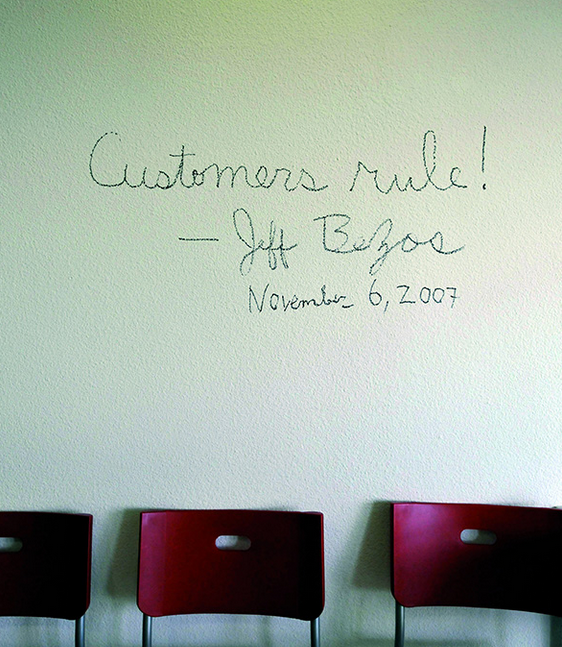 Customers rule!
— Jeff Bezos
November 6, 2007